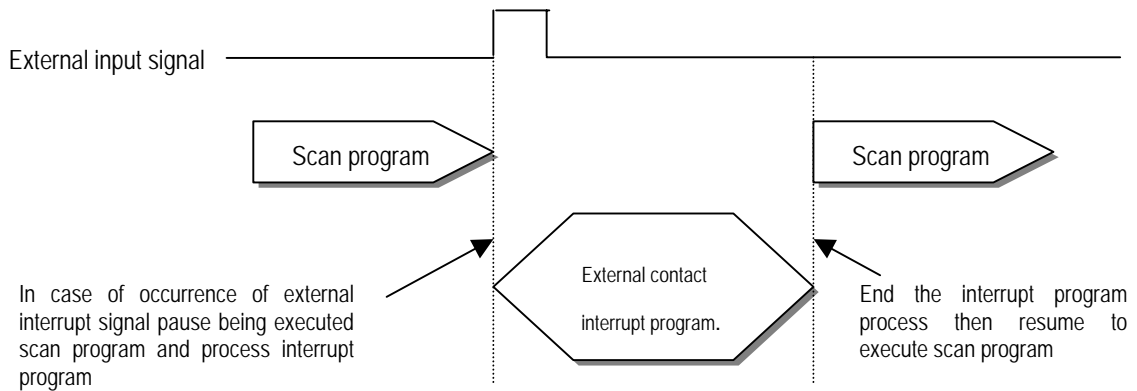 External input signal
Scan program
Scan program
External contact
interrupt program.
In case of occurrence of external
interrupt signal pause being executed
scan program and process interrupt
program
End the interrupt program
process then resume to
execute scan program